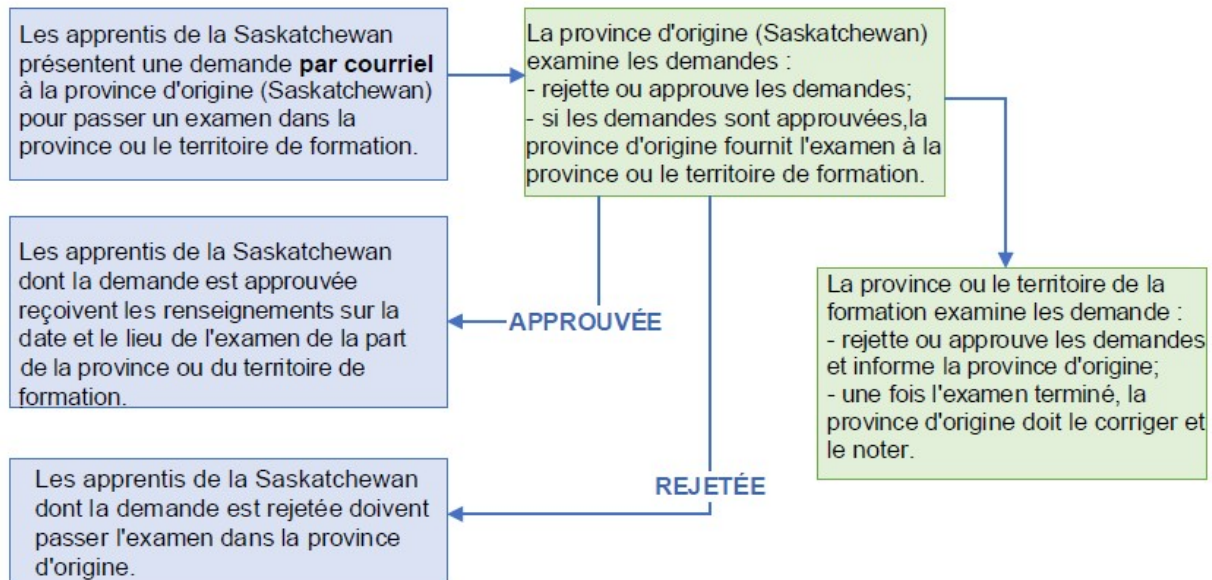 Les apprentis de la Saskatchewan
présentent une demande par courriel
à la province d'origine (Saskatchewan)
pour passer un examen dans la
province ou le territoire de formation.
La province d'origine (Saskatchewan)
examine les demandes :
- rejette ou approuve les demandes;
- si les demandes sont approuvées,la
province d'origine fournit l'examen à la
province ou le territoire de formation.
Les apprentis de la Saskatchewan
dont la demande est approuvée
reçoivent les renseignements sur la
date et le lieu de l'examen de la part
de la province ou du territoire de
formation.
APPROUVÉE
La province ou le territoire de la
formation examine les demande :
- rejette ou approuve les demandes
et informe la province d'origine;
- une fois l'examen terminé, la
province d'origine doit le corriger et
le noter.
Les apprentis de la Saskatchewan
dont la demande est rejetée doivent
passer l'examen dans la province
d'origine.
REJETÉE